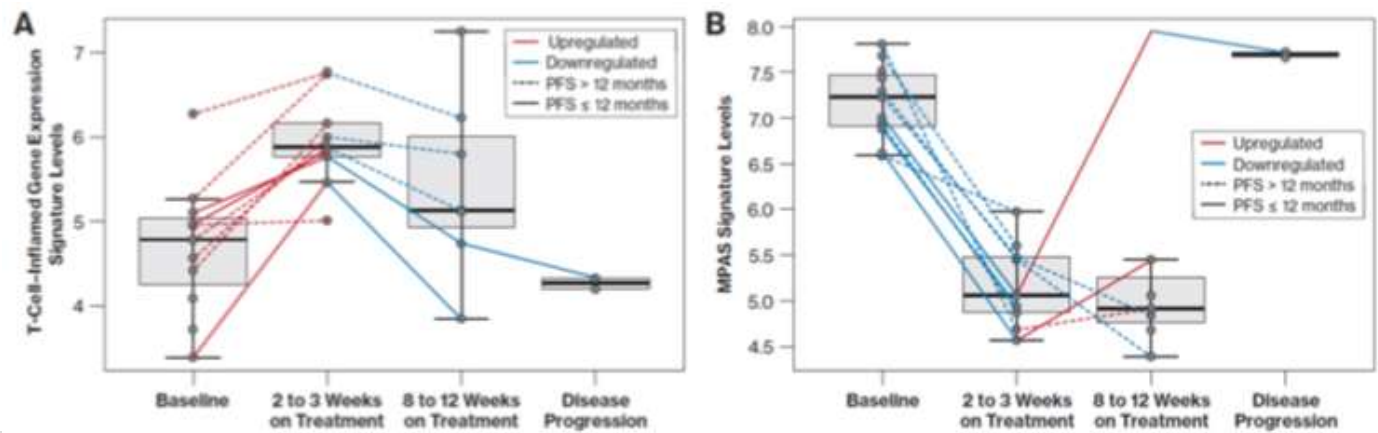 A
T-Cell–Inflamed Gene Expression
Signature Levels
7
6
5
4
Upregulated
Downregulated
PFS > 12 months
PFS ≤ 12 months
Baseline
2 to 3 Weeks
on Treatment
8 to 12 Weeks
on Treatment
Disease
Progression
B
MPAS Signature Levels
8.0
7.5
7.0
6.5
6.0
5.5
5.0
4.5
Upregulated
Downregulated
PFS > 12 months
PFS ≤ 12 months
Baseline
2 to 3 Weeks
on Treatment
8 to 12 Weeks
on Treatment
Disease
Progression